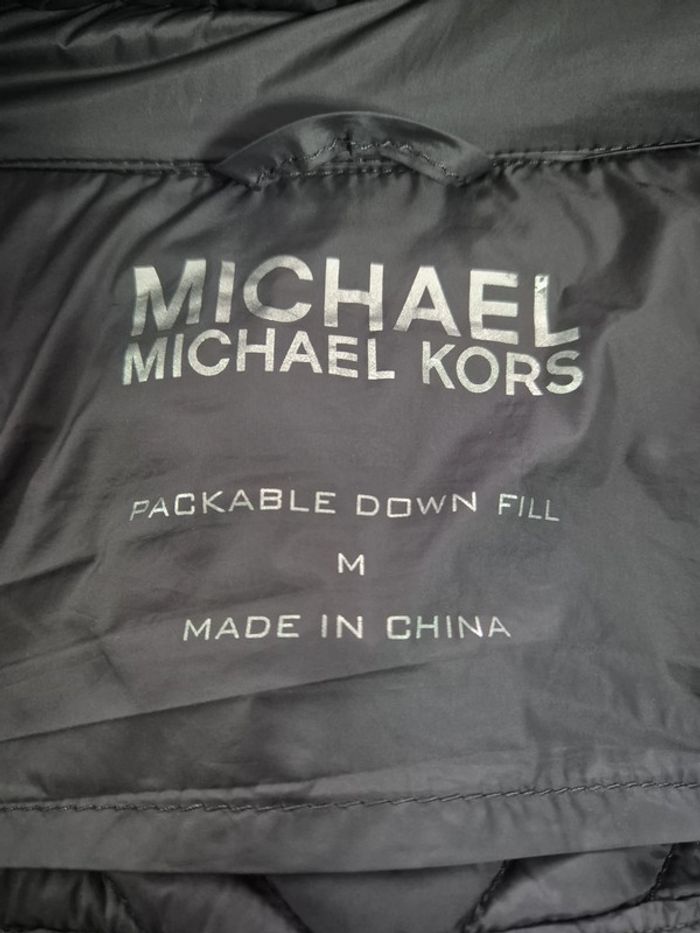 MICHAEL
MICHAEL KORS
PACKABLE DOWN FILL
M
MADE IN CHINA